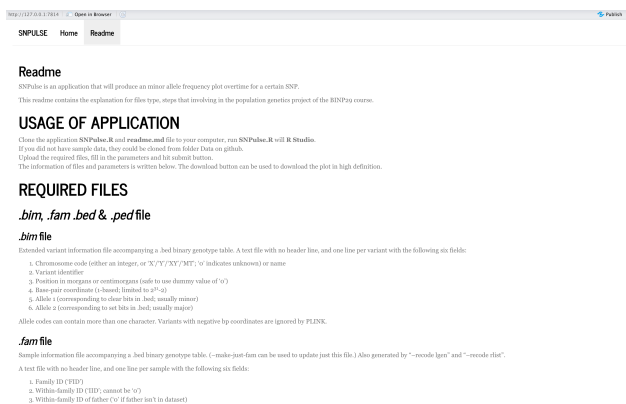 http://127.0.0.1:7814 Open in Browser Publish
SNPULSE Home Readme
Readme
SNPulse is an application that will produce an minor allele frequency plot overtime for a certain SNP.
This readme contains the explanation for files type, steps that involving in the population genetics project of the BINP29 course.
USAGE OF APPLICATION
Clone the application SNPulse.R and readme.md file to your computer, run SNPulse.R will R Studio.
If you did not have sample data, they could be cloned from folder Data on github.
Upload the required files, fill in the parameters and hit submit button.
The information of files and parameters is written below. The download button can be used to download the plot in high definition.
REQUIRED FILES
.bim, .fam .bed & .ped file
.bim file
Extended variant information file accompanying a .bed binary genotype table. A text file with no header line, and one line per variant with the following six fields:
1. Chromosome code (either an integer, or 'X'/'Y'/'XY'/'MT'; '0' indicates unknown) or name
2. Variant identifier
3. Position in morgans or centimorgans (safe to use dummy value of '0')
4. Base-pair coordinate (1-based; limited to 2³¹-2)
5. Allele 1 (corresponding to clear bits in .bed; usually minor)
6. Allele 2 (corresponding to set bits in .bed; usually major)
Allele codes can contain more than one character. Variants with negative bp coordinates are ignored by PLINK.
.fam file
Sample information file accompanying a .bed binary genotype table. (–make-just-fam can be used to update just this file.) Also generated by "–recode lgen" and "–recode rlist".
A text file with no header line, and one line per sample with the following six fields:
1. Family ID ('FID')
2. Within-family ID ('IID'; cannot be '0')
3. Within-family ID of father ('0' if father isn't in dataset)